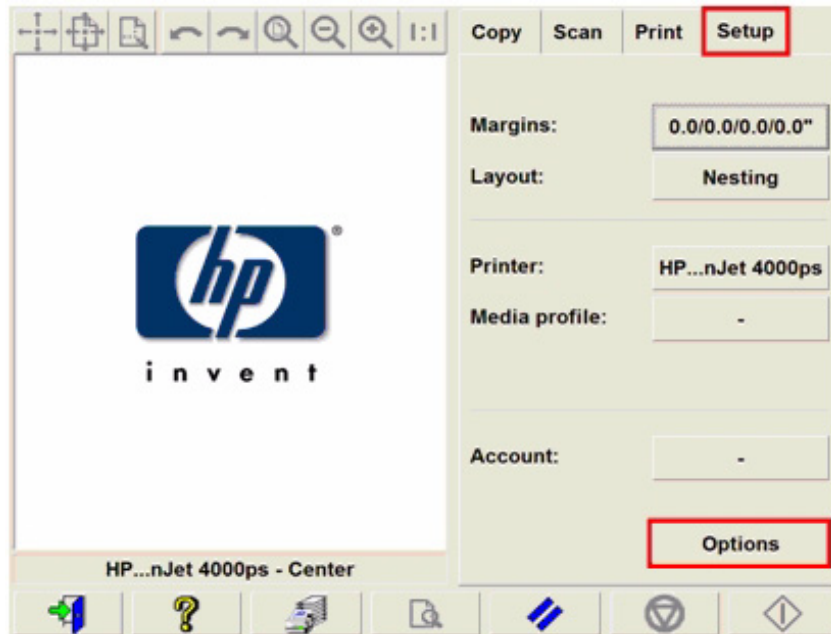 1:1
Copy
Scan
Print
Setup
Margins:
0.0/0.0/0.0/0.0"
Layout:
Nesting
hp
®
invent
Printer:
HP...nJet 4000ps
Media profile:
-
Account:
-
Options
HP...nJet 4000ps - Center
?